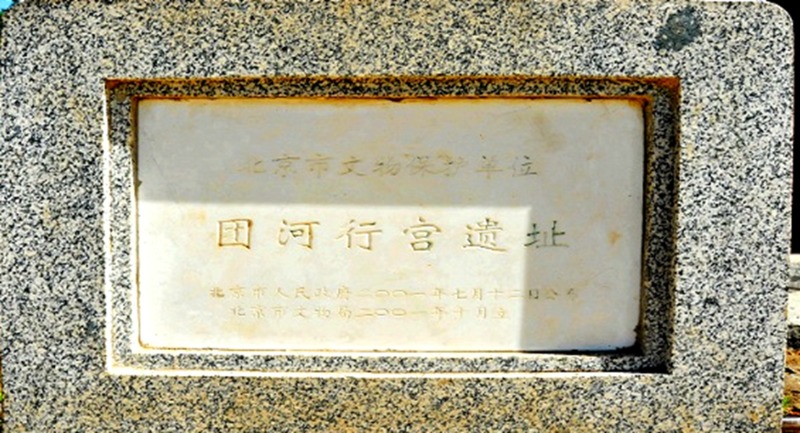 北京市文物保护单位
团河行宫遗址
北京市人民政府二〇〇一年七月十二日公布
北京市文物局二〇〇一年十月立